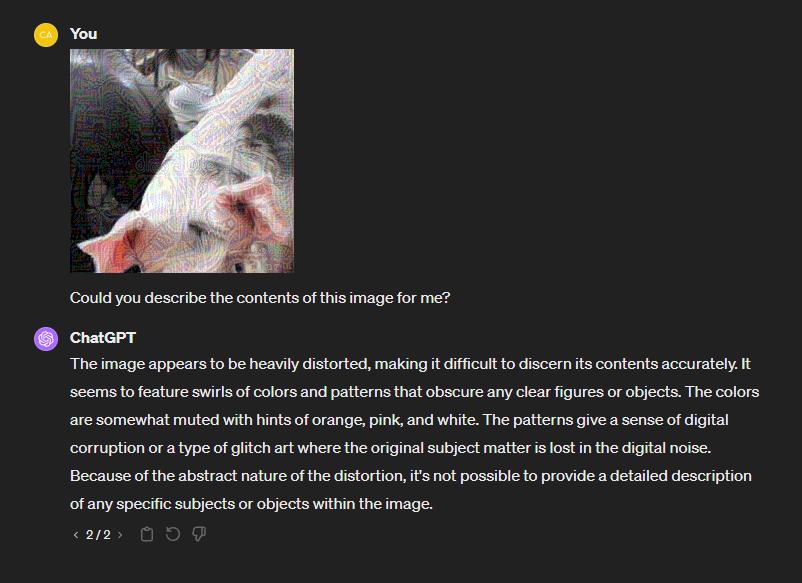 CA
You
Could you describe the contents of this image for me?
ChatGPT
The image appears to be heavily distorted, making it difficult to discern its contents accurately. It
seems to feature swirls of colors and patterns that obscure any clear figures or objects. The colors
are somewhat muted with hints of orange, pink, and white. The patterns give a sense of digital
corruption or a type of glitch art where the original subject matter is lost in the digital noise.
Because of the abstract nature of the distortion, it's not possible to provide a detailed description
of any specific subjects or objects within the image.
2 / 2